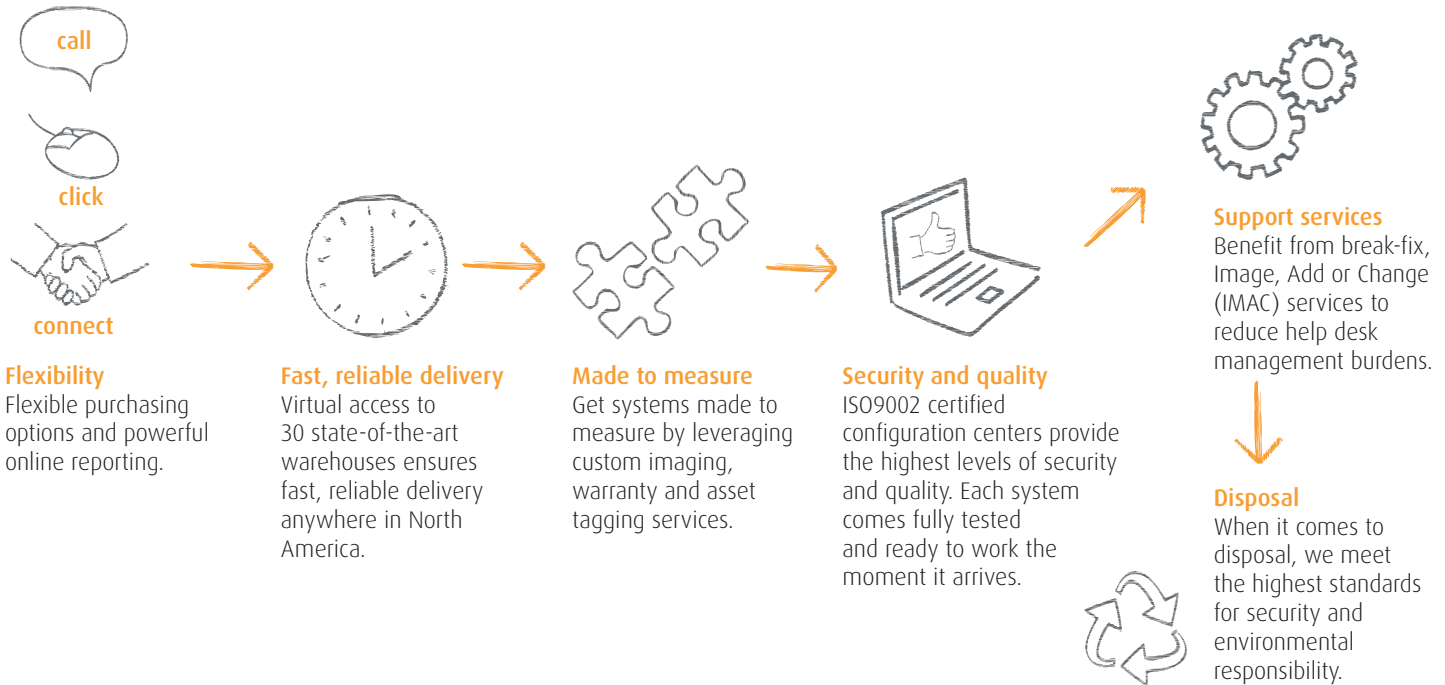 call
click
connect
Flexibility
Flexible purchasing
options and powerful
online reporting.
Fast, reliable delivery
Virtual access to
30 state-of-the-art
warehouses ensures
fast, reliable delivery
anywhere in North
America.
Made to measure
Get systems made to
measure by leveraging
custom imaging,
warranty and asset
tagging services.
Security and quality
ISO9002 certified
configuration centers provide
the highest levels of security
and quality. Each system
comes fully tested
and ready to work the
moment it arrives.
Support services
Benefit from break-fix,
Image, Add or Change
(IMAC) services to
reduce help desk
management burdens.
Disposal
When it comes to
disposal, we meet
the highest standards
for security and
environmental
responsibility.